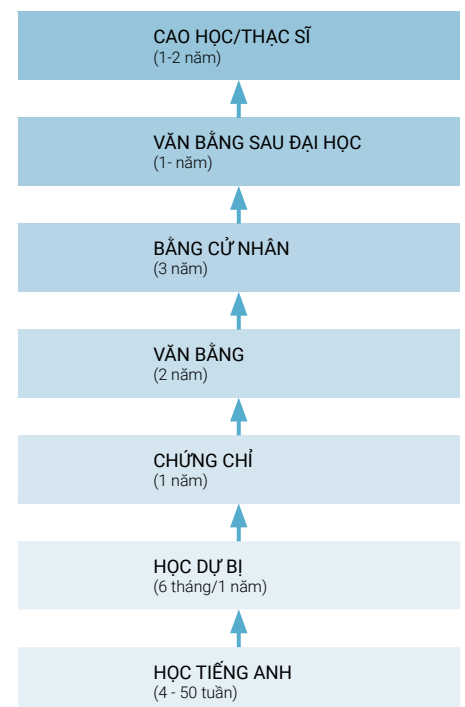 CAO HỌC/THẠC SĨ
(1-2 năm)
VĂN BẰNG SAU ĐẠI HỌC
(1- năm)
BẰNG CỬ NHÂN
(3 năm)
VĂN BẰNG
(2 năm)
CHỨNG CHỈ
(1 năm)
HỌC DỰ BỊ
(6 tháng/1 năm)
HỌC TIẾNG ANH
(4 - 50 tuần)